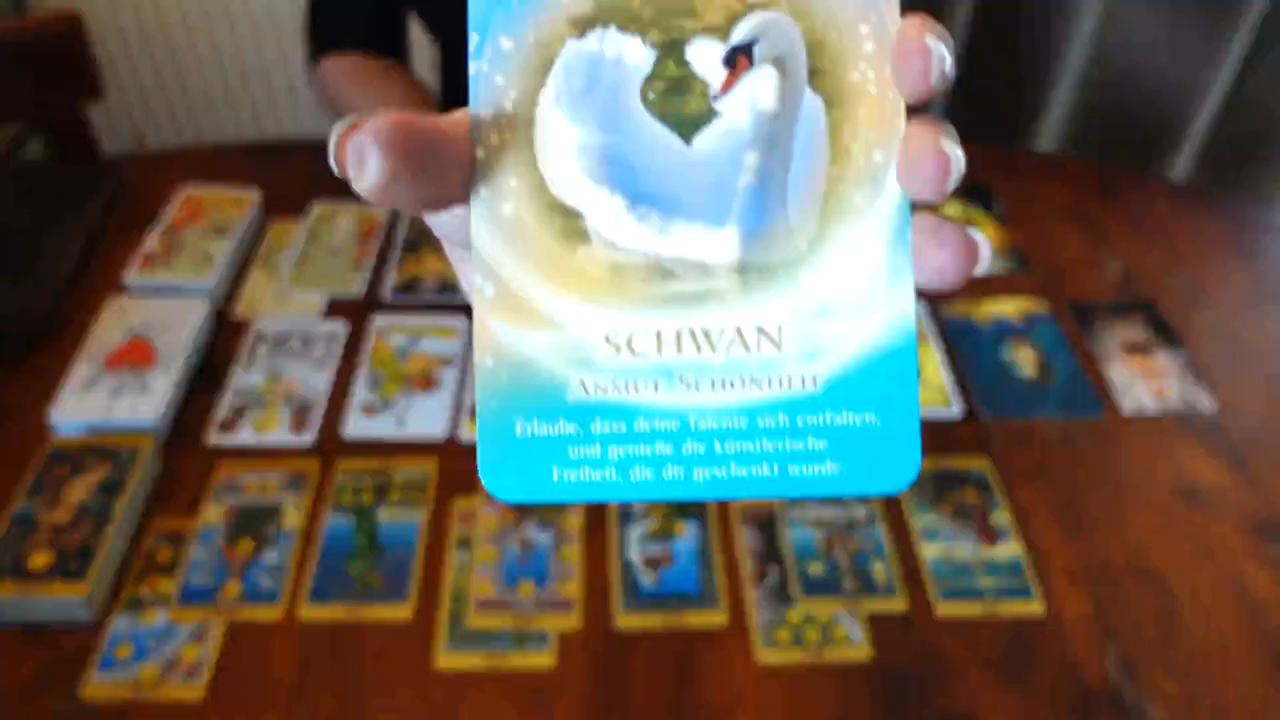 SCHWAN
ANMUT, SCHÖNHEIT
Erlaube, dass deine Talente sich entfalten,
und genieße die künstlerische
Freiheit, die dir geschenkt wurde.